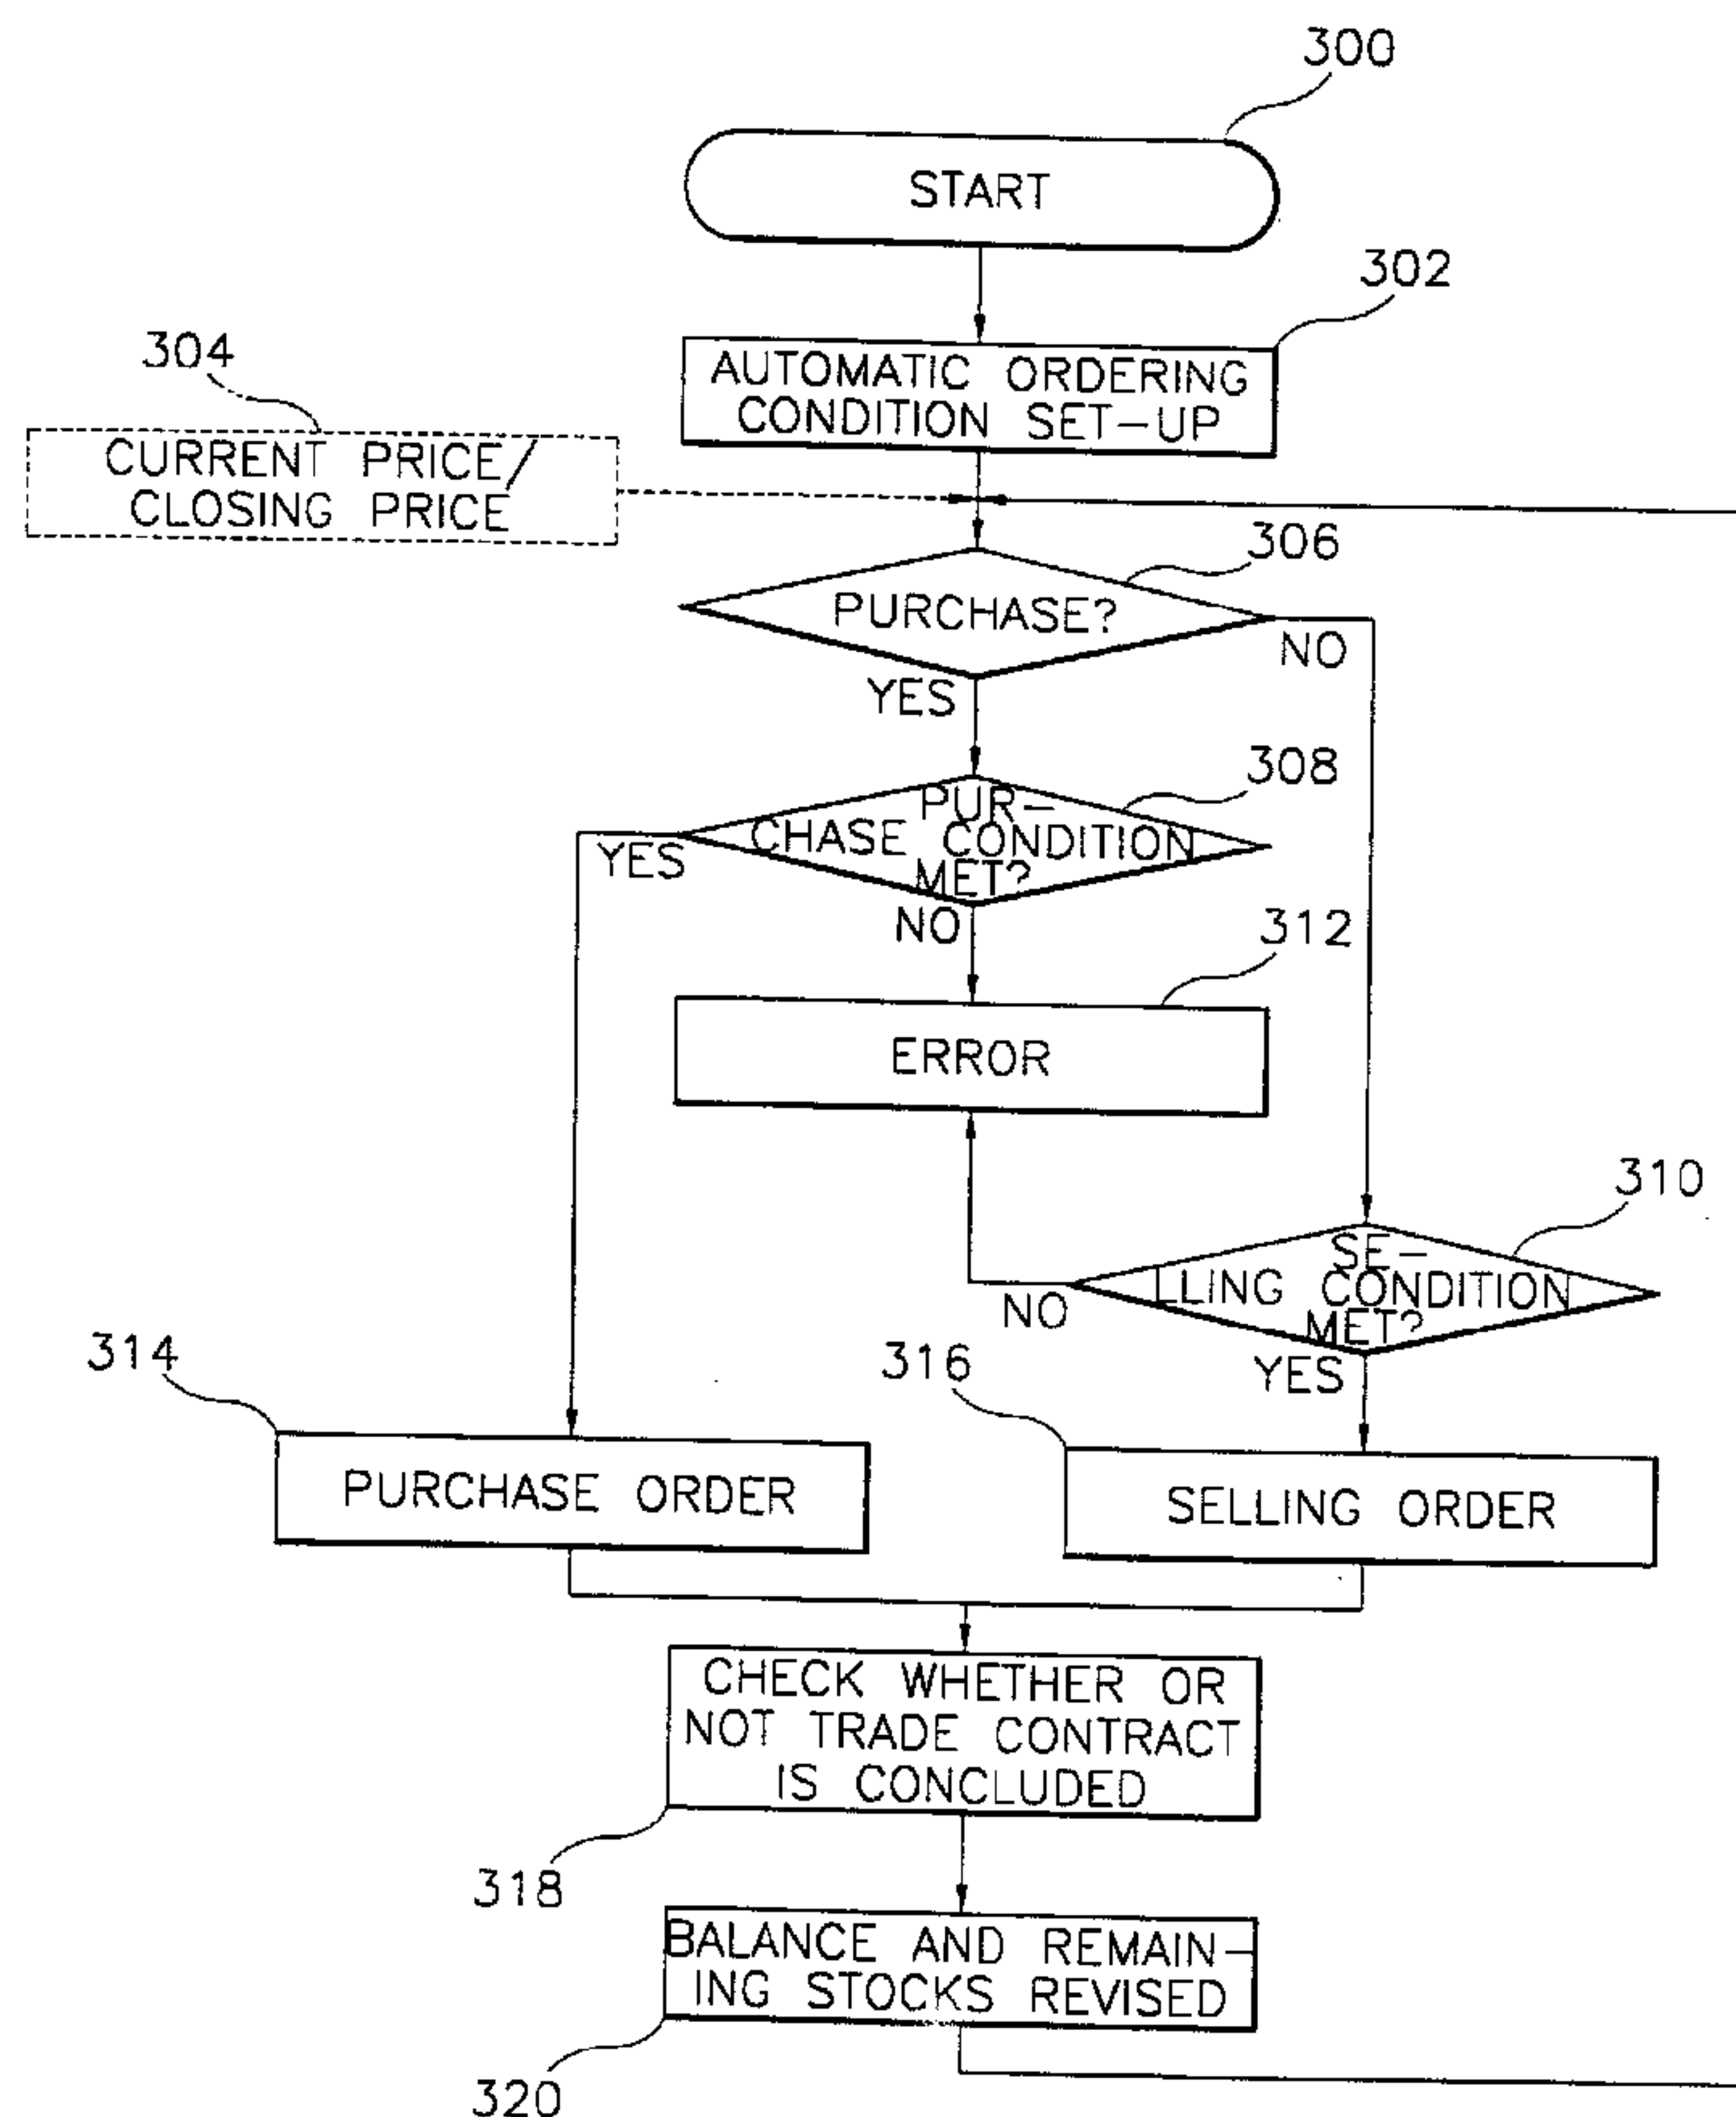 300
START
302
AUTOMATIC ORDERING
CONDITION SET-UP
304
CURRENT PRICE/
CLOSING PRICE
306
PURCHASE?
NO
YES
308
PUR-
CHASE CONDITION
MET?
YES
NO
312
ERROR
310
SE-
LLING CONDITION
MET?
NO
YES
314
316
PURCHASE ORDER
SELLING ORDER
CHECK WHETHER OR
NOT TRADE CONTRACT
IS CONCLUDED
318
BALANCE AND REMAIN-
ING STOCKS REVISED
320